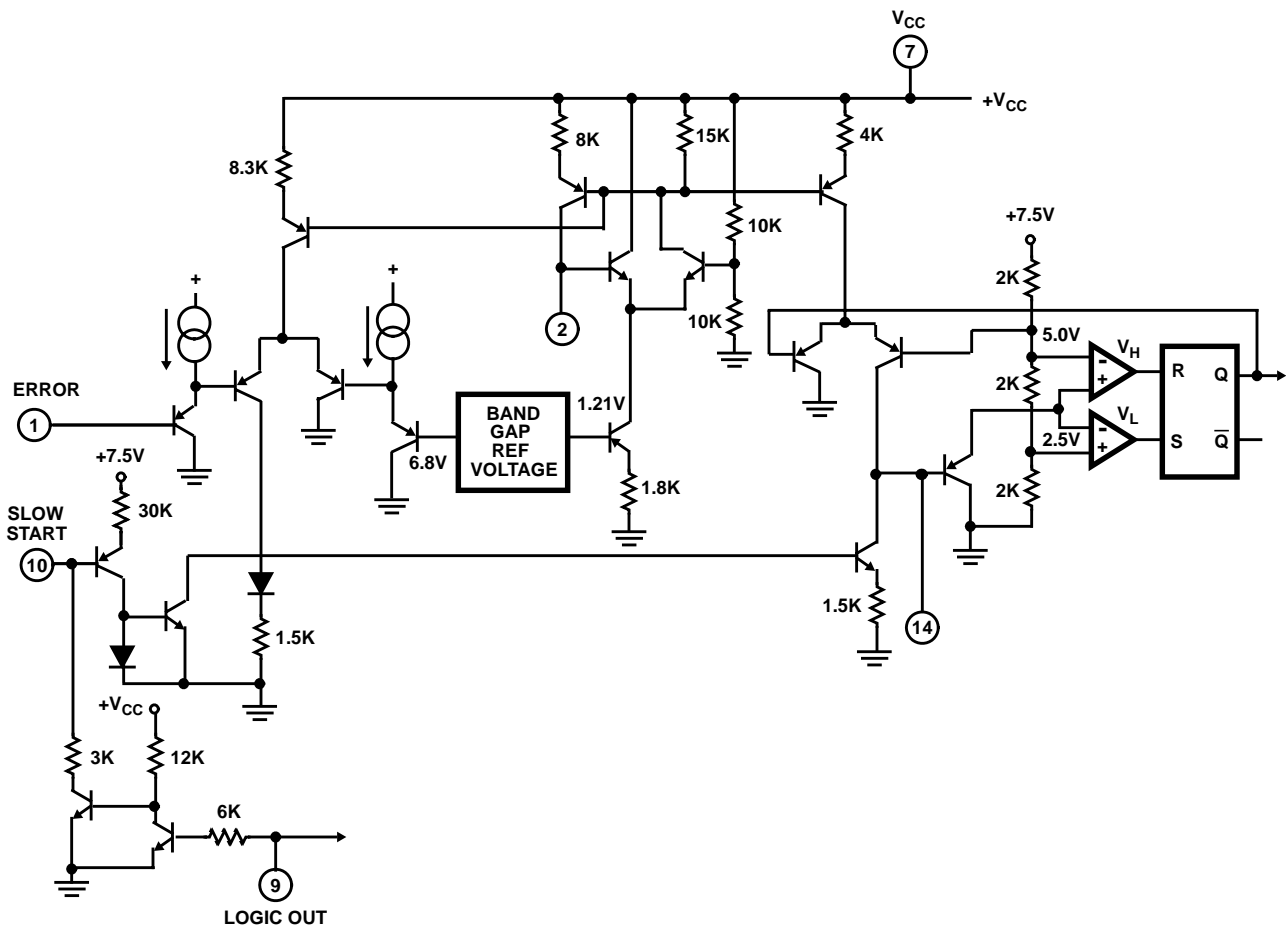 VCC
7
+VCC
8K
15K
4K
8.3K
10K
+7.5V
2K
+
+
10K
2
5.0V
VH
-
+
R
Q
ERROR
1
2K
1.21V
BAND
GAP
REF
VOLTAGE
6.8V
VL
-
+
2.5V
S
Q
+7.5V
30K
1.8K
2K
SLOW
START
10
1.5K
1.5K
14
+VCC
3K
12K
6K
9
LOGIC OUT